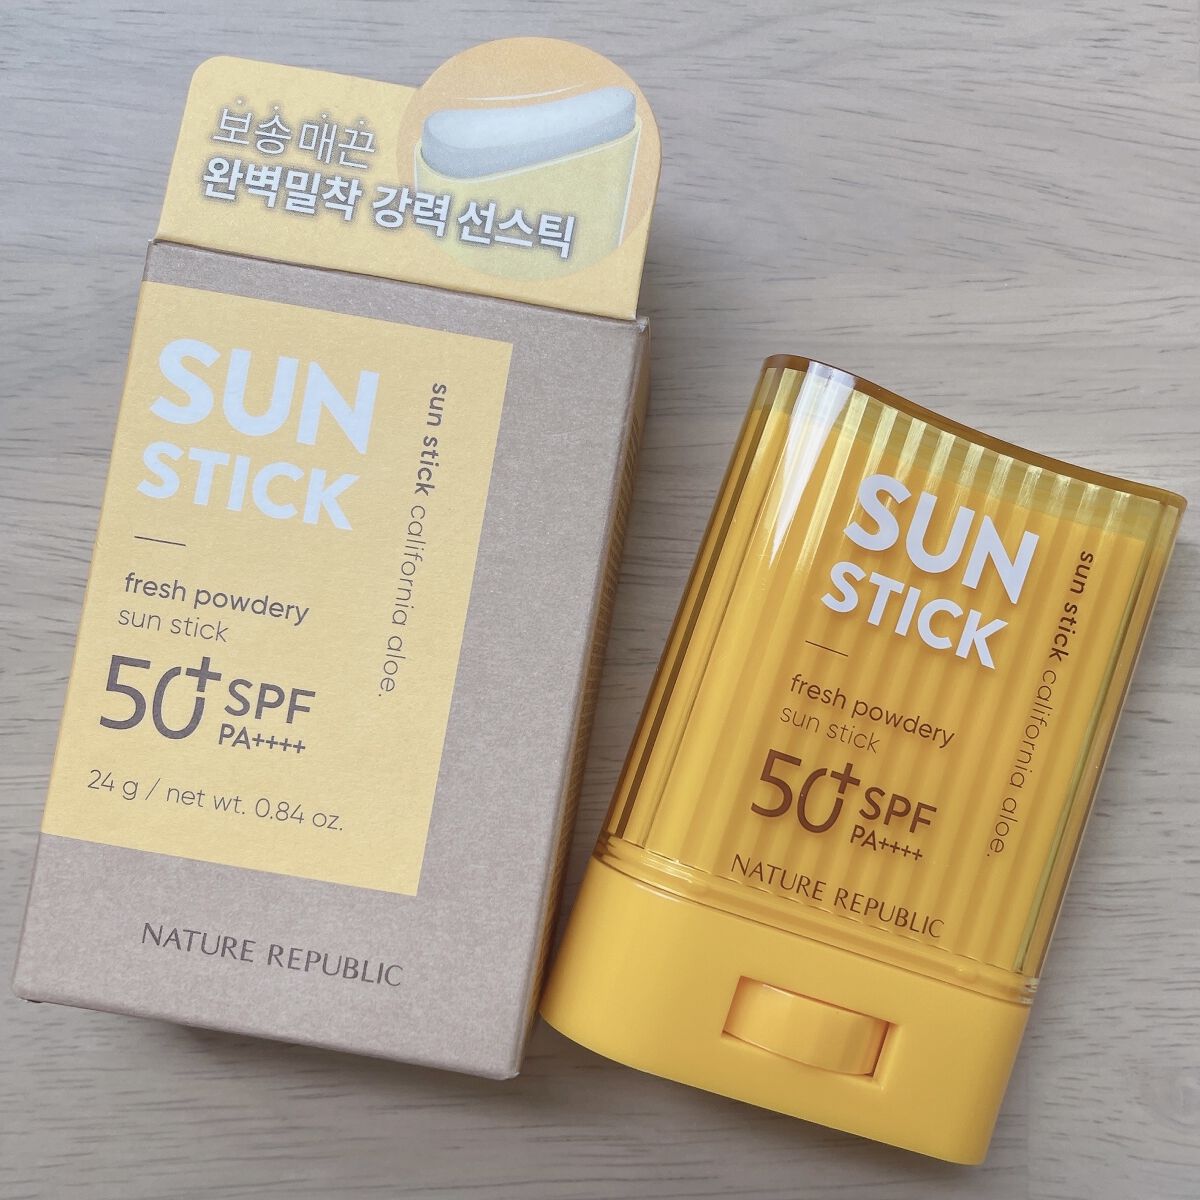 보송매끈
완벽밀착 강력 선스틱
SUN
STICK
sun stick california aloe.
fresh powdery
sun stick
50+ SPF
PA++++
24 g / net wt. 0.84 oz.
NATURE REPUBLIC
SUN
STICK
sun stick california aloe.
fresh powdery
sun stick
50+ SPF
PA++++
NATURE REPUBLIC